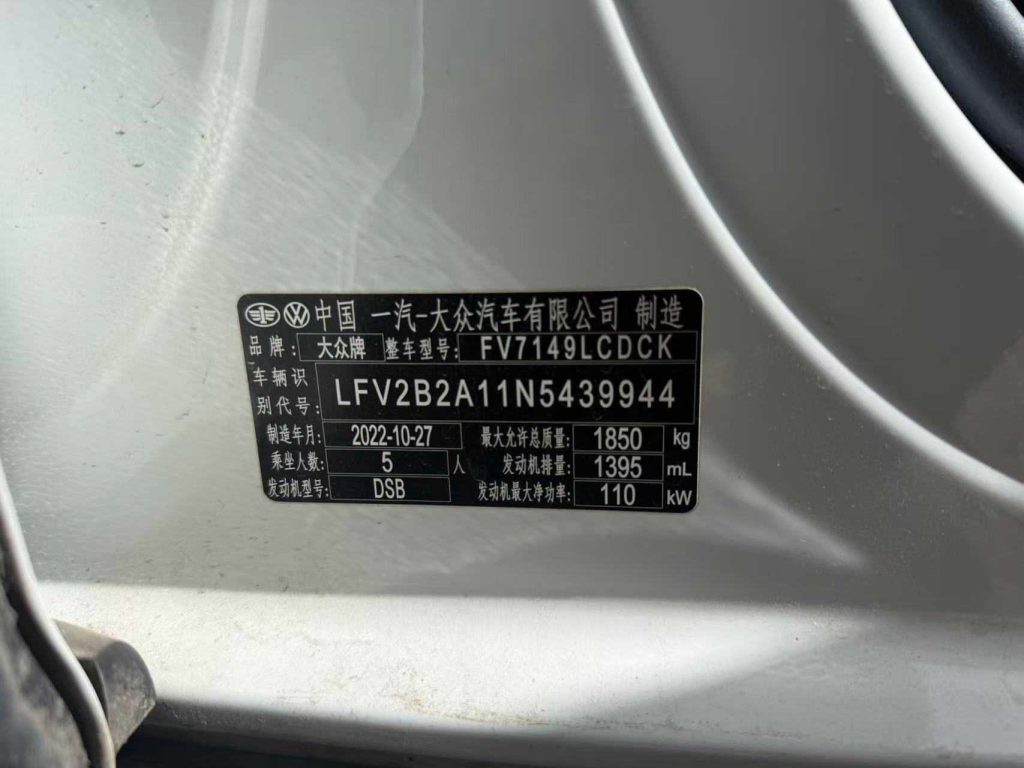 中国 一汽-大众汽车有限公司 制造
品牌: 大众牌 整车型号: FV7149LCDCK
车辆识别代号: LFV2B2A11N5439944
制造年月: 2022-10-27 最大允许总质量: 1850 kg
乘坐人数: 5 人 发动机排量: 1395 mL
发动机型号: DSB 发动机最大净功率: 110 kW